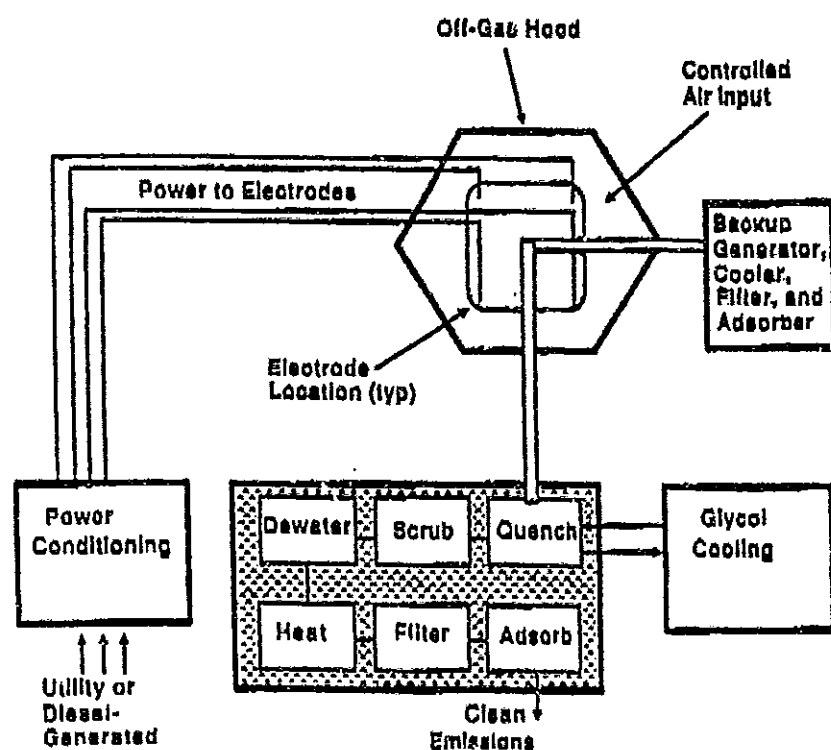 Off-Gas Hood
Controlled
Air Input
Power to Electrodes
Backup
Generator,
Cooler,
Filter, and
Adsorber
Electrode
Location (typ)
Power
Conditioning
Dewater
Scrub
Quench
Glycol
Cooling
Heat
Filter
Adsorb
Utility or
Diesel-
Generated
Clean
Emissions